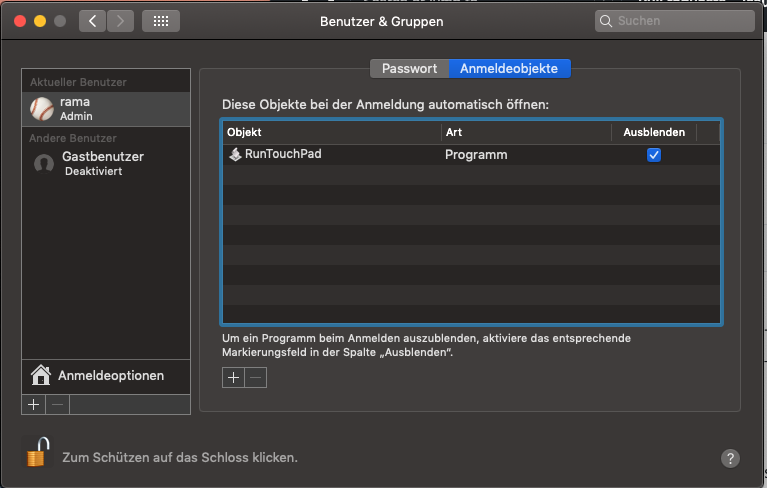 Benutzer & Gruppen
Suchen
Aktueller Benutzer
rama
Admin
Andere Benutzer
Gastbenutzer
Deaktiviert
Anmeldeoptionen
+ −
Passwort Anmeldeobjekte
Diese Objekte bei der Anmeldung automatisch öffnen:
Objekt Art Ausblenden
RunTouchPad Programm
Um ein Programm beim Anmelden auszublenden, aktiviere das entsprechende
Markierungsfeld in der Spalte „Ausblenden“.
+ −
Zum Schützen auf das Schloss klicken.
?